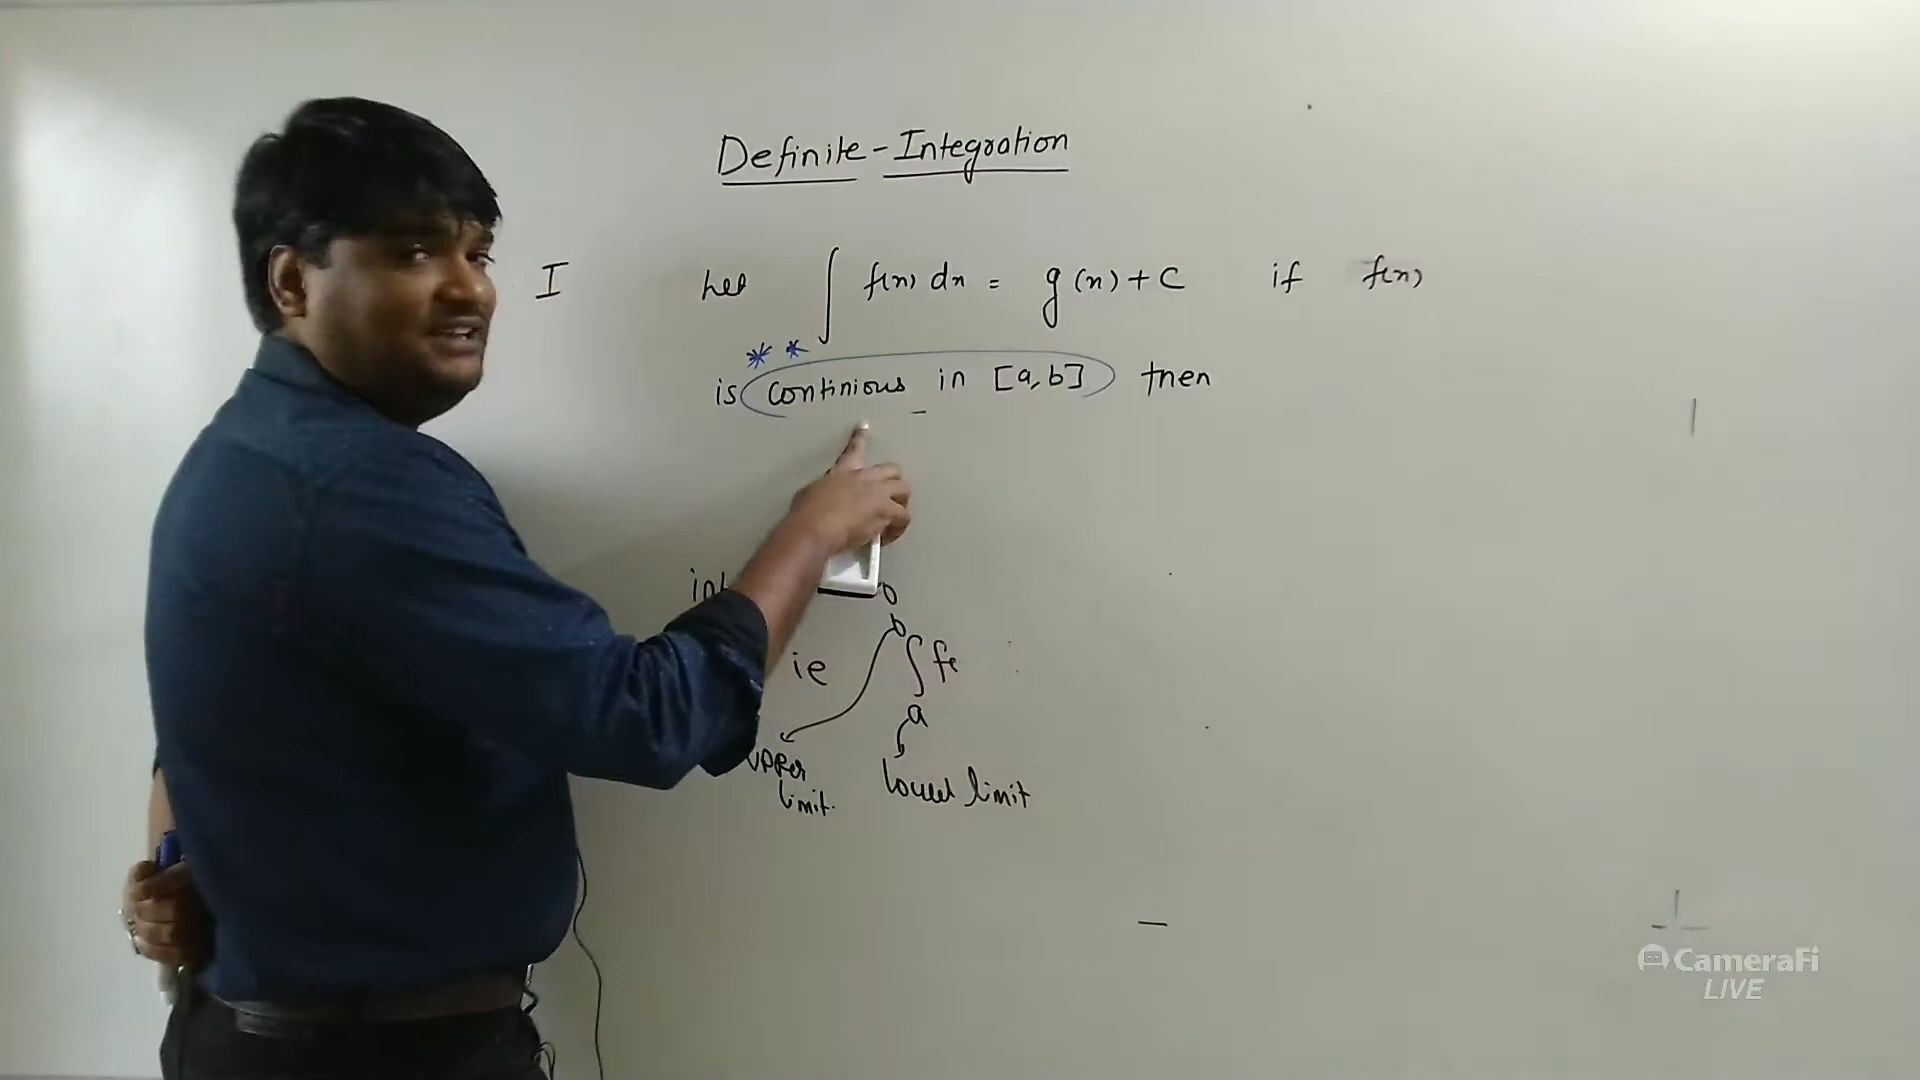 Definite-Integration
I Let ∫ f(x) dx = g(x) + C if f(x)
is continious in [a, b] then
b
ie ∫ f
a
upper
limit.
lower limit
CameraFi
LIVE